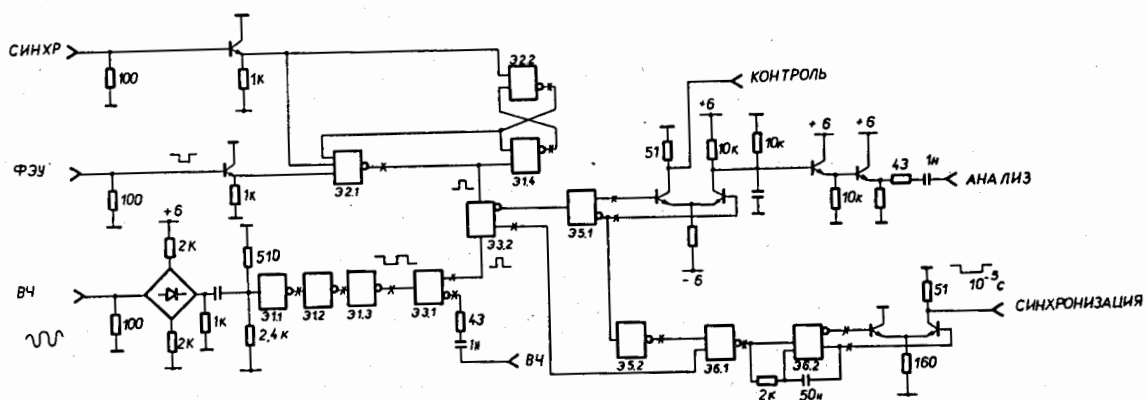 СИНХР
100
1к
Э2.2
КОНТРОЛЬ
+6
51
10к
10к
+6
+6
ФЭУ
100
1к
Э2.1
Э1.4
10к
43
1н
АНАЛИЗ
+6
2к
510
Э3.2
Э5.1
-6
ВЧ
100
2к
1к
2,4к
Э1.1
Э1.2
Э1.3
Э3.1
43
1н
ВЧ
51
10⁻⁵с
СИНХРОНИЗАЦИЯ
Э5.2
Э6.1
Э6.2
2к
50н
160